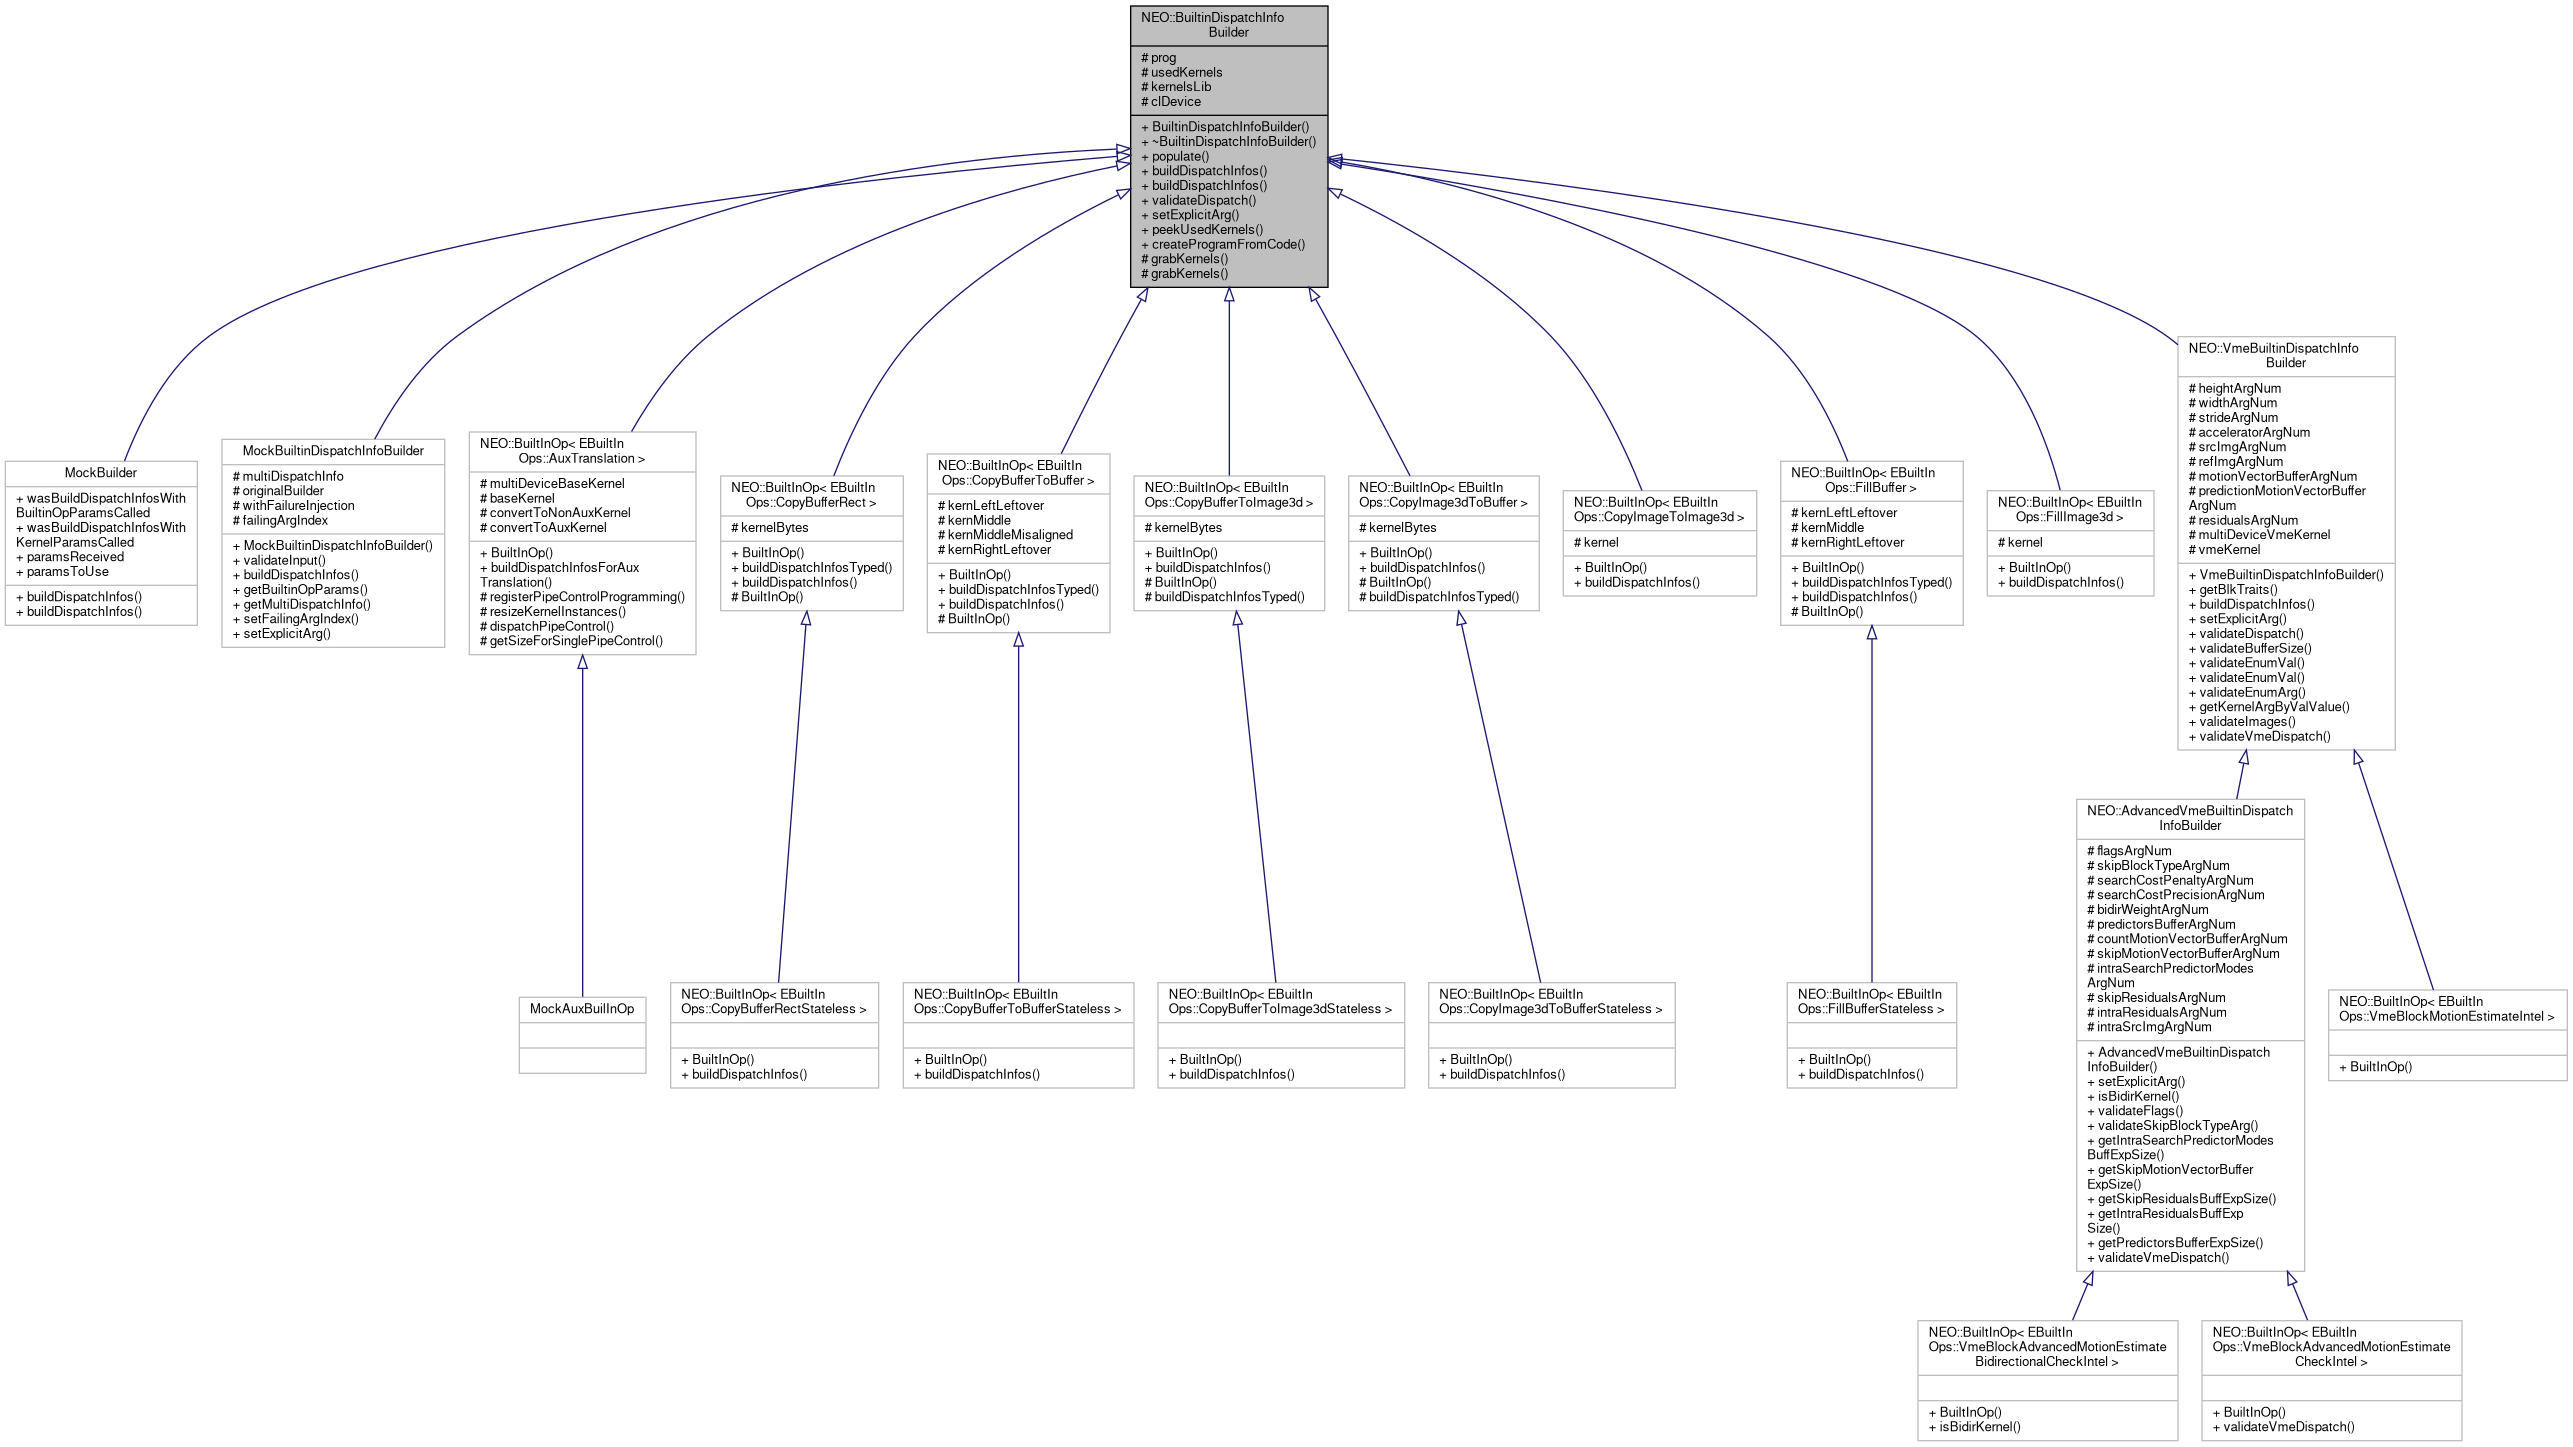 NEO::BuiltinDispatchInfo
Builder
# prog
# usedKernels
# kernelsLib
# clDevice
+ BuiltinDispatchInfoBuilder()
+ ~BuiltinDispatchInfoBuilder()
+ populate()
+ buildDispatchInfos()
+ buildDispatchInfos()
+ validateDispatch()
+ setExplicitArg()
+ peekUsedKernels()
+ createProgramFromCode()
# grabKernels()
# grabKernels()
MockBuilder
+ wasBuildDispatchInfosWith
BuiltinOpParamsCalled
+ wasBuildDispatchInfosWith
KernelParamsCalled
+ paramsReceived
+ paramsToUse
+ buildDispatchInfos()
+ buildDispatchInfos()
MockBuiltinDispatchInfoBuilder
# multiDispatchInfo
# originalBuilder
# withFailureInjection
# failingArgIndex
+ MockBuiltinDispatchInfoBuilder()
+ validateInput()
+ buildDispatchInfos()
+ getBuiltinOpParams()
+ getMultiDispatchInfo()
+ setFailingArgIndex()
+ setExplicitArg()
NEO::BuiltInOp< EBuiltIn
Ops::AuxTranslation >
# multiDeviceBaseKernel
# baseKernel
# convertToNonAuxKernel
# convertToAuxKernel
+ BuiltInOp()
+ buildDispatchInfosForAux
Translation()
# registerPipeControlProgramming()
# resizeKernelInstances()
# dispatchPipeControl()
# getSizeForSinglePipeControl()
NEO::BuiltInOp< EBuiltIn
Ops::CopyBufferRect >
# kernelBytes
+ BuiltInOp()
+ buildDispatchInfosTyped()
+ buildDispatchInfos()
# BuiltInOp()
NEO::BuiltInOp< EBuiltIn
Ops::CopyBufferToBuffer >
# kernLeftLeftover
# kernMiddle
# kernMiddleMisaligned
# kernRightLeftover
+ BuiltInOp()
+ buildDispatchInfosTyped()
+ buildDispatchInfos()
# BuiltInOp()
NEO::BuiltInOp< EBuiltIn
Ops::CopyBufferToImage3d >
# kernelBytes
+ BuiltInOp()
+ buildDispatchInfos()
# BuiltInOp()
# buildDispatchInfosTyped()
NEO::BuiltInOp< EBuiltIn
Ops::CopyImage3dToBuffer >
# kernelBytes
+ BuiltInOp()
+ buildDispatchInfos()
# BuiltInOp()
# buildDispatchInfosTyped()
NEO::BuiltInOp< EBuiltIn
Ops::CopyImageToImage3d >
# kernel
+ BuiltInOp()
+ buildDispatchInfos()
NEO::BuiltInOp< EBuiltIn
Ops::FillBuffer >
# kernLeftLeftover
# kernMiddle
# kernRightLeftover
+ BuiltInOp()
+ buildDispatchInfosTyped()
+ buildDispatchInfos()
# BuiltInOp()
NEO::BuiltInOp< EBuiltIn
Ops::FillImage3d >
# kernel
+ BuiltInOp()
+ buildDispatchInfos()
NEO::VmeBuiltinDispatchInfo
Builder
# heightArgNum
# widthArgNum
# strideArgNum
# acceleratorArgNum
# srcImgArgNum
# refImgArgNum
# motionVectorBufferArgNum
# predictionMotionVectorBuffer
ArgNum
# residualsArgNum
# multiDeviceVmeKernel
# vmeKernel
+ VmeBuiltinDispatchInfoBuilder()
+ getBlkTraits()
+ buildDispatchInfos()
+ setExplicitArg()
+ validateDispatch()
+ validateBufferSize()
+ validateEnumVal()
+ validateEnumVal()
+ validateEnumArg()
+ getKernelArgByValValue()
+ validateImages()
+ validateVmeDispatch()
MockAuxBuilInOp
NEO::BuiltInOp< EBuiltIn
Ops::CopyBufferRectStateless >
+ BuiltInOp()
+ buildDispatchInfos()
NEO::BuiltInOp< EBuiltIn
Ops::CopyBufferToBufferStateless >
+ BuiltInOp()
+ buildDispatchInfos()
NEO::BuiltInOp< EBuiltIn
Ops::CopyBufferToImage3dStateless >
+ BuiltInOp()
+ buildDispatchInfos()
NEO::BuiltInOp< EBuiltIn
Ops::CopyImage3dToBufferStateless >
+ BuiltInOp()
+ buildDispatchInfos()
NEO::BuiltInOp< EBuiltIn
Ops::FillBufferStateless >
+ BuiltInOp()
+ buildDispatchInfos()
NEO::AdvancedVmeBuiltinDispatch
InfoBuilder
# flagsArgNum
# skipBlockTypeArgNum
# searchCostPenaltyArgNum
# searchCostPrecisionArgNum
# bidirWeightArgNum
# predictorsBufferArgNum
# countMotionVectorBufferArgNum
# skipMotionVectorBufferArgNum
# intraSearchPredictorModes
ArgNum
# skipResidualsArgNum
# intraResidualsArgNum
# intraSrcImgArgNum
+ AdvancedVmeBuiltinDispatch
InfoBuilder()
+ setExplicitArg()
+ isBidirKernel()
+ validateFlags()
+ validateSkipBlockTypeArg()
+ getIntraSearchPredictorModes
BuffExpSize()
+ getSkipMotionVectorBuffer
ExpSize()
+ getSkipResidualsBuffExpSize()
+ getIntraResidualsBuffExp
Size()
+ getPredictorsBufferExpSize()
+ validateVmeDispatch()
NEO::BuiltInOp< EBuiltIn
Ops::VmeBlockMotionEstimateIntel >
+ BuiltInOp()
NEO::BuiltInOp< EBuiltIn
Ops::VmeBlockAdvancedMotionEstimate
BidirectionalCheckIntel >
+ BuiltInOp()
+ isBidirKernel()
NEO::BuiltInOp< EBuiltIn
Ops::VmeBlockAdvancedMotionEstimate
CheckIntel >
+ BuiltInOp()
+ validateVmeDispatch()